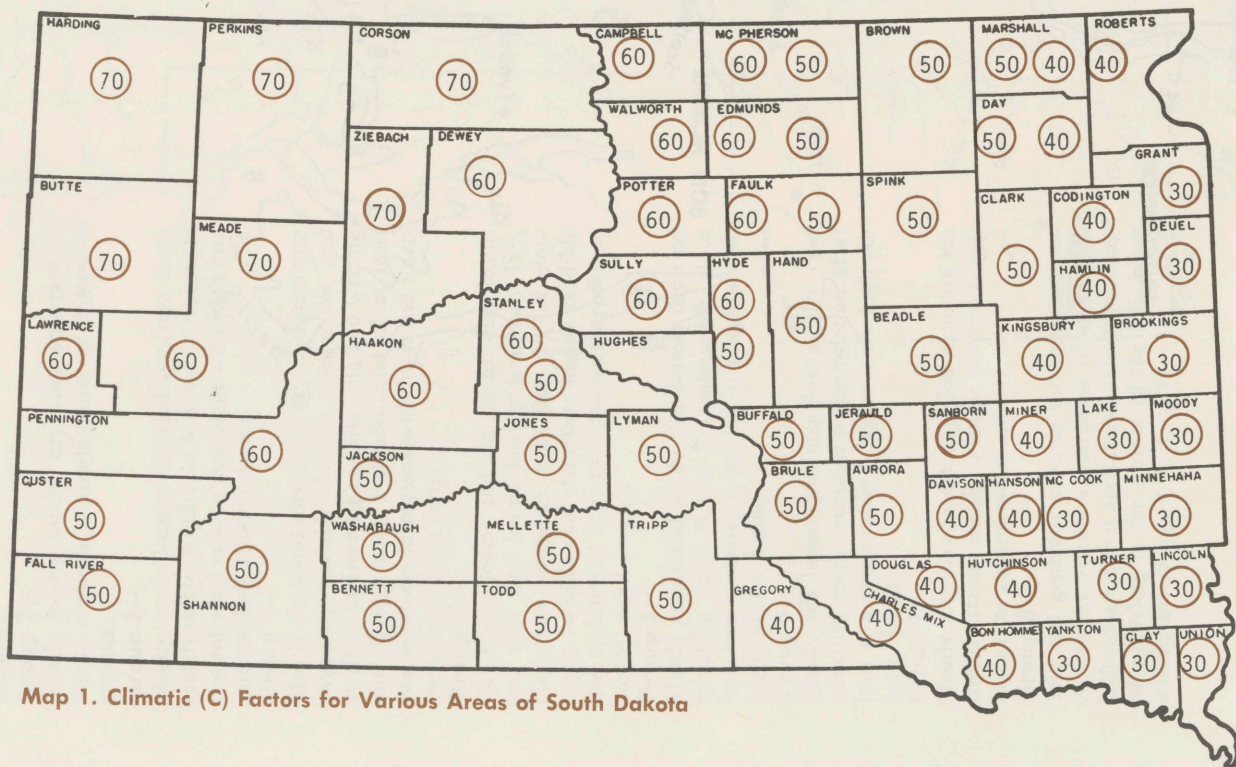 HARDING
70
PERKINS
70
CORSON
70
CAMPBELL
60
MC PHERSON
60 50
BROWN
50
MARSHALL
50 40
ROBERTS
40
ZIEBACH
70
DEWEY
60
WALWORTH
60
EDMUNDS
60 50
DAY
50 40
GRANT
30
BUTTE
70
MEADE
70
60
POTTER
60
FAULK
60 50
SPINK
50
CLARK
50
CODINGTON
40
DEUEL
30
HAMLIN
40
SULLY
60
HYDE
60
50
HAND
50
LAWRENCE
60
HAAKON
60
STANLEY
60
50
HUGHES
BEADLE
50
KINGSBURY
40
BROOKINGS
30
PENNINGTON
60
JACKSON
50
JONES
50
LYMAN
50
BUFFALO
50
JERAULD
50
SANBORN
50
MINER
40
LAKE
30
MOODY
30
CUSTER
50
BRULE
50
AURORA
50
DAVISON
40
HANSON
40
MC COOK
30
MINNEHAHA
30
FALL RIVER
50
SHANNON
50
WASHABAUGH
50
MELLETTE
50
TRIPP
50
BENNETT
50
TODD
50
GREGORY
40
CHARLES MIX
40
DOUGLAS
40
HUTCHINSON
40
TURNER
30
LINCOLN
30
BON HOMME
40
YANKTON
30
CLAY
30
UNION
30
Map 1. Climatic (C) Factors for Various Areas of South Dakota